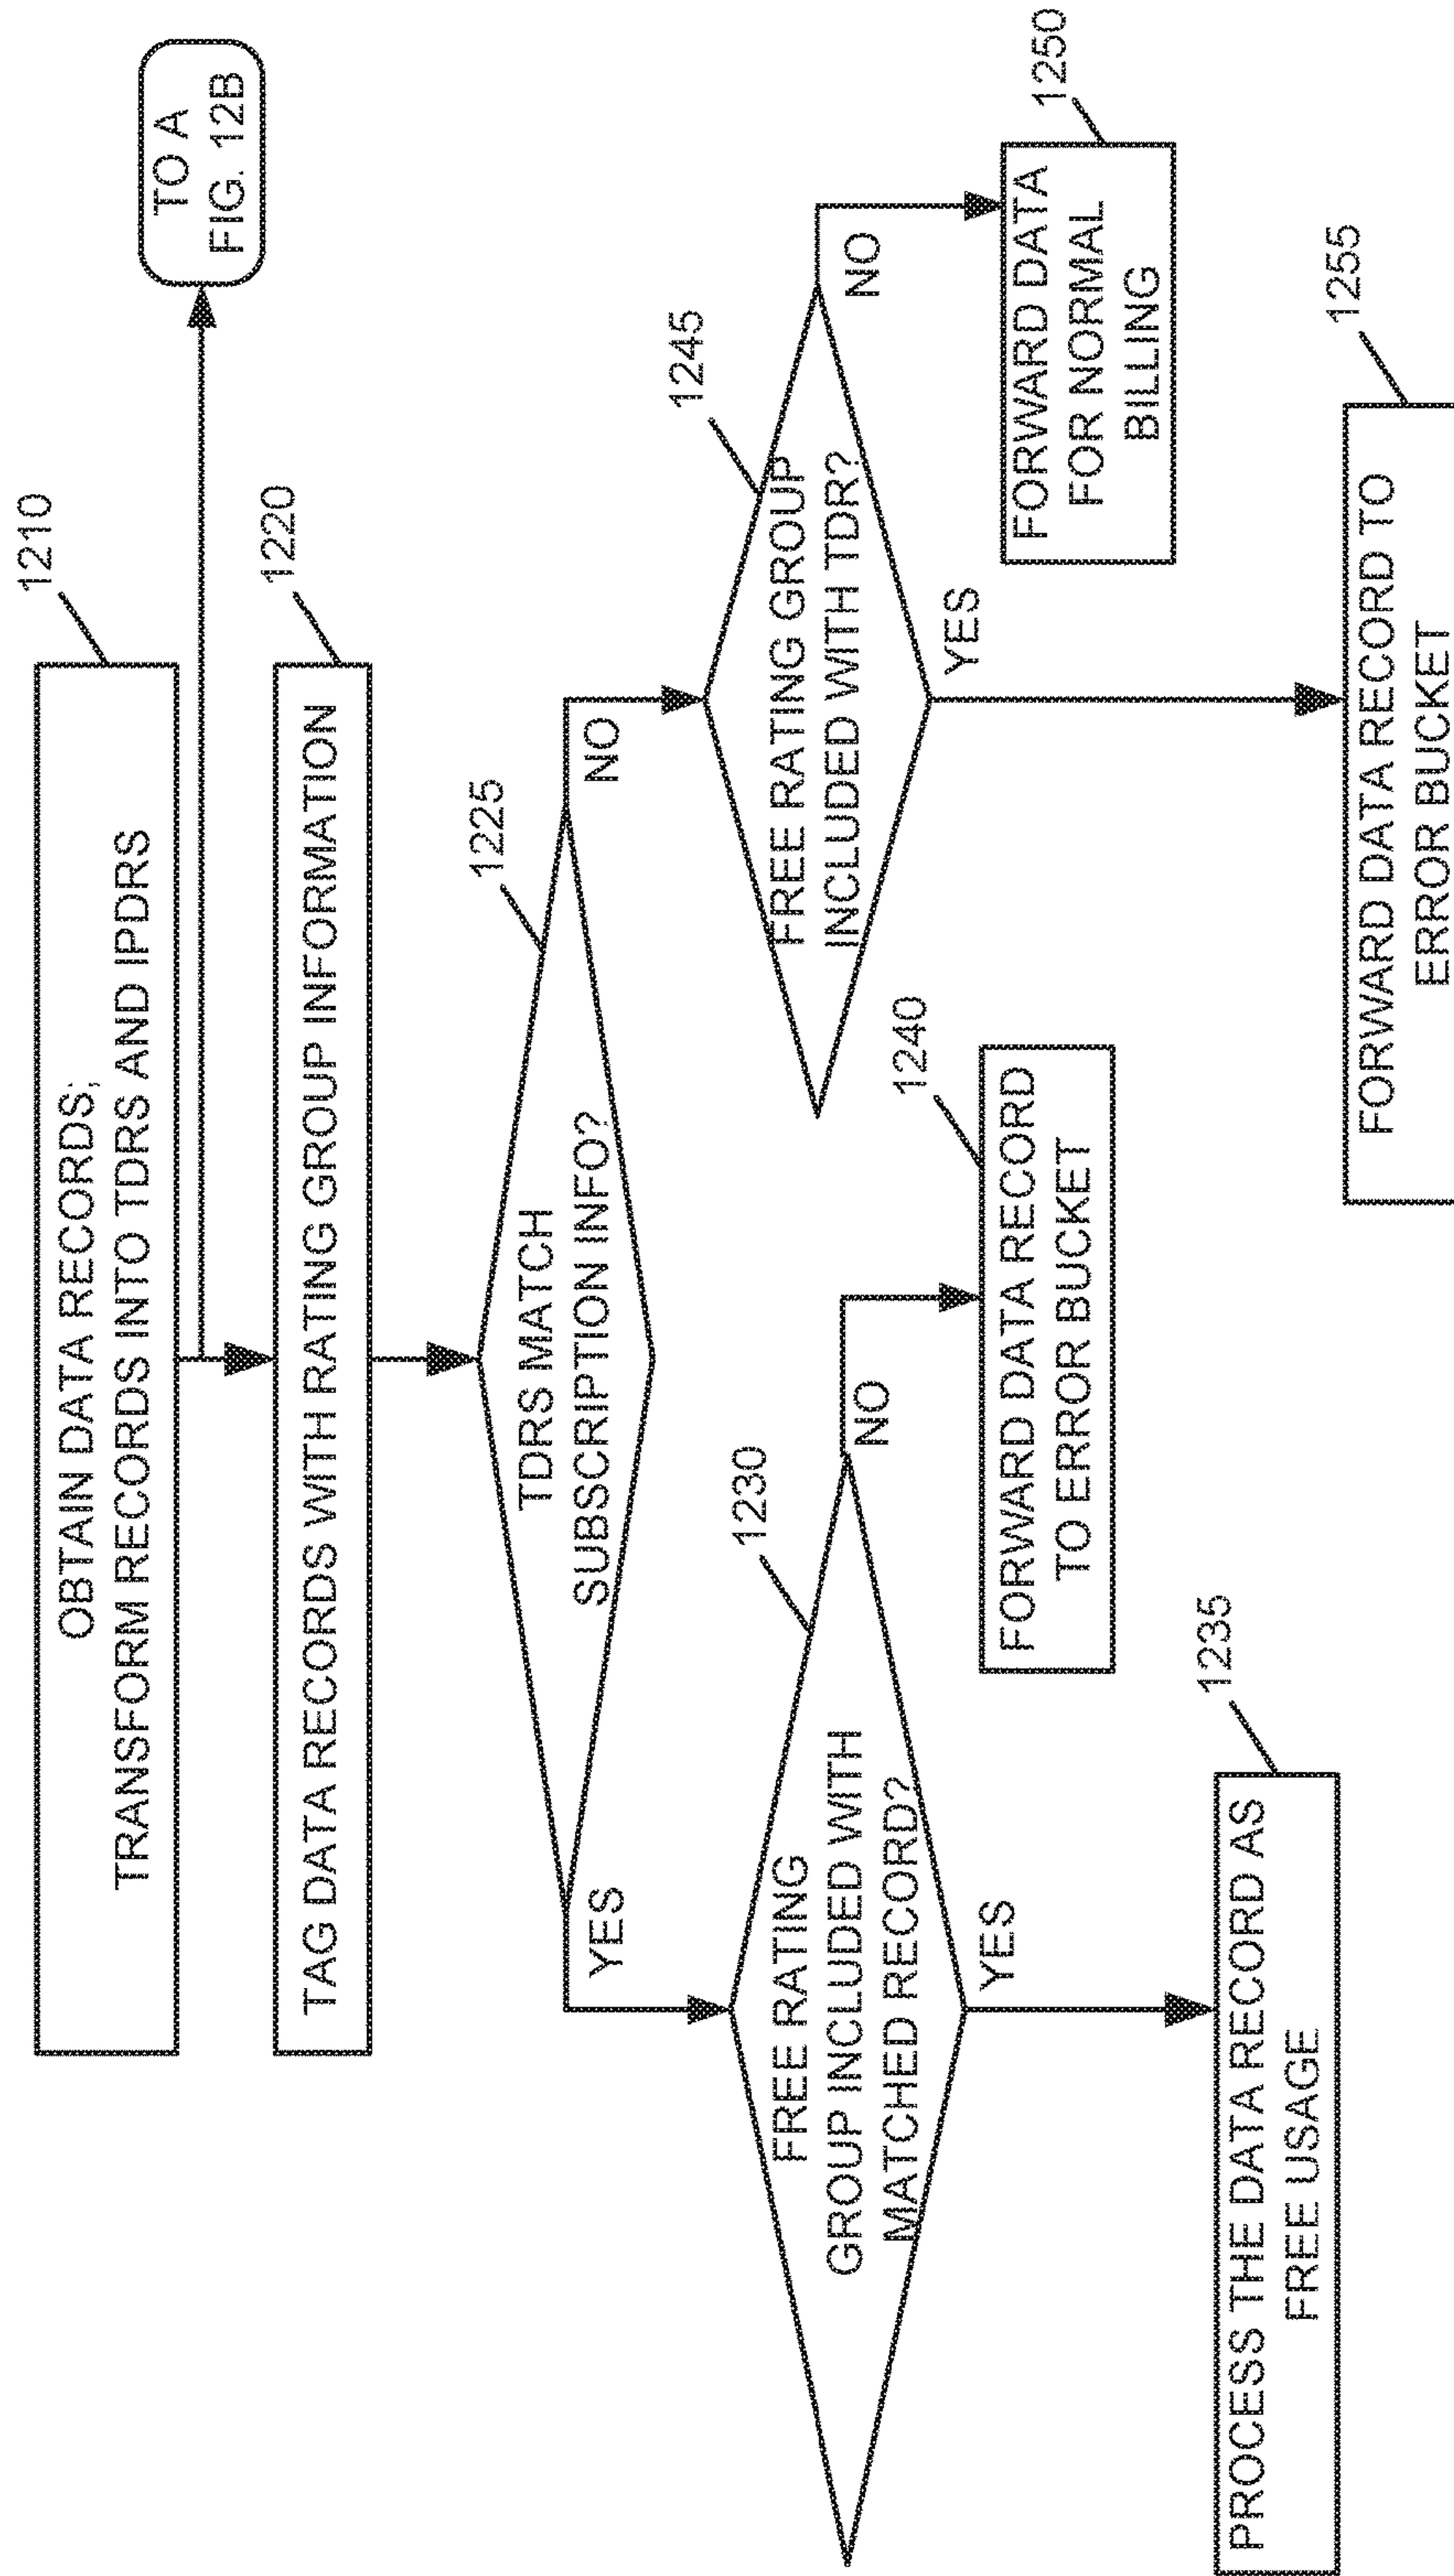 1210
OBTAIN DATA RECORDS;
TRANSFORM RECORDS INTO TDRS AND IPDRS
TO A
FIG. 12B
1220
TAG DATA RECORDS WITH RATING GROUP INFORMATION
1225
TDRS MATCH
SUBSCRIPTION INFO?
YES
NO
1230
FREE RATING
GROUP INCLUDED WITH
MATCHED RECORD?
NO
YES
1235
PROCESS THE DATA RECORD AS
FREE USAGE
1240
FORWARD DATA RECORD
TO ERROR BUCKET
1245
FREE RATING GROUP
INCLUDED WITH TDR?
NO
YES
1250
FORWARD DATA
FOR NORMAL
BILLING
1255
FORWARD DATA RECORD TO
ERROR BUCKET